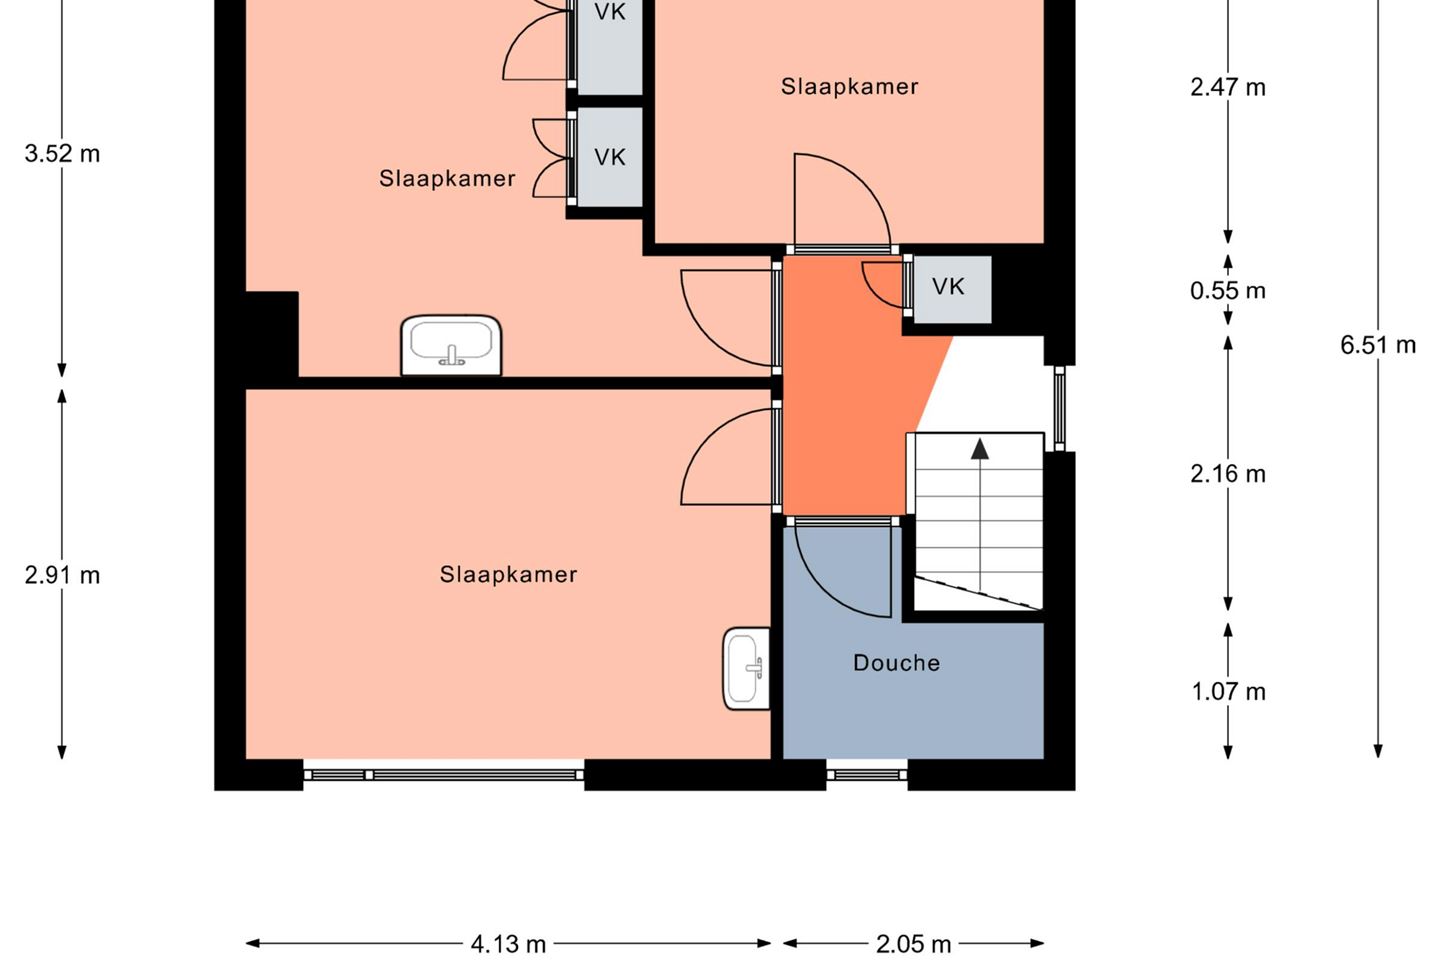 VK
Slaapkamer
2.47 m
3.52 m
VK
Slaapkamer
VK
0.55 m
6.51 m
2.16 m
Slaapkamer
2.91 m
Douche
1.07 m
4.13 m
2.05 m